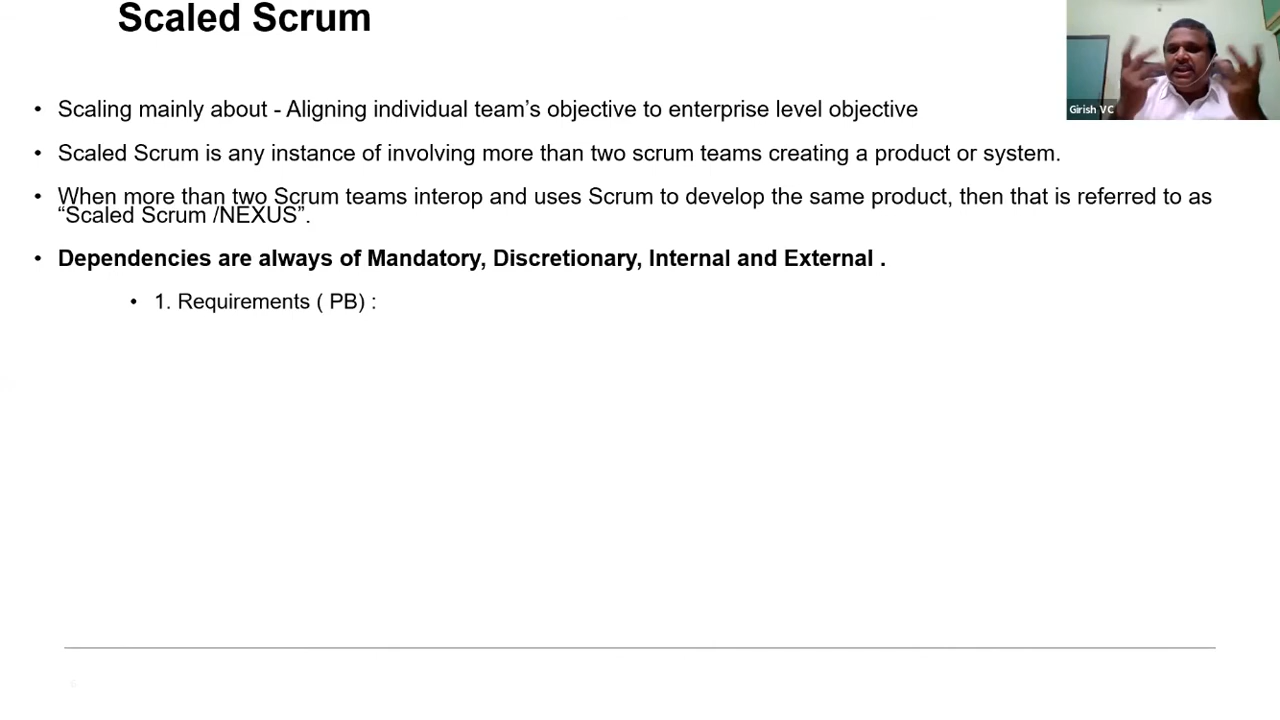 Scaled Scrum
• Scaling mainly about - Aligning individual team’s objective to enterprise level objective
• Scaled Scrum is any instance of involving more than two scrum teams creating a product or system.
• When more than two Scrum teams interop and uses Scrum to develop the same product, then that is referred to as
“Scaled Scrum /NEXUS”.
• Dependencies are always of Mandatory, Discretionary, Internal and External .
• 1. Requirements ( PB) :
Girish VC